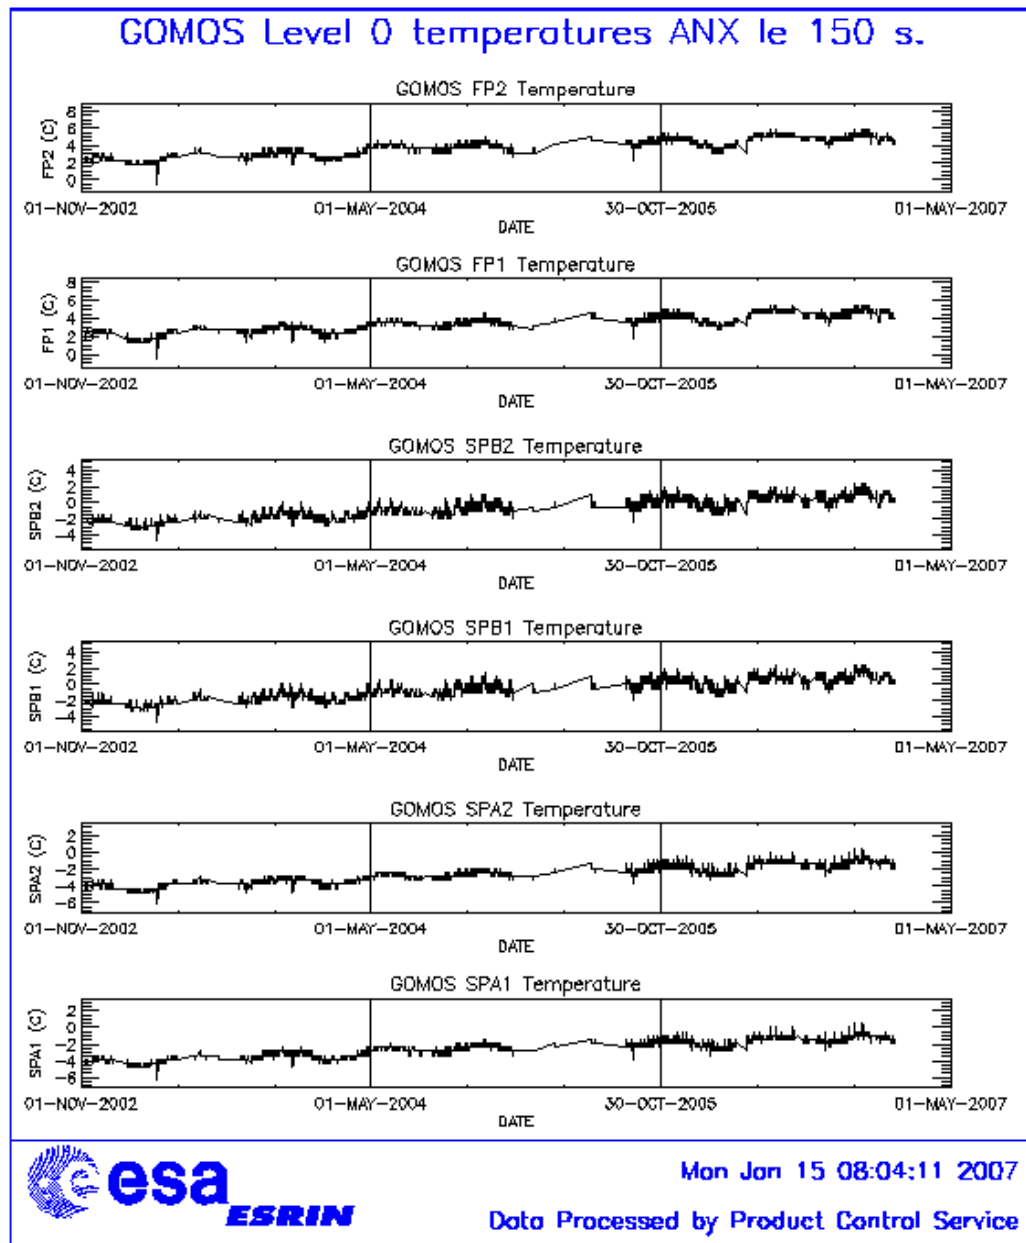 GOMOS Level 0 temperatures ANX le 150 s.
GOMOS FP2 Temperature
FP2 (C)
8
6
4
2
0
01-NOV-2002 01-MAY-2004 30-OCT-2005 01-MAY-2007
DATE
GOMOS FP1 Temperature
FP1 (C)
8
6
4
2
0
01-NOV-2002 01-MAY-2004 30-OCT-2005 01-MAY-2007
DATE
GOMOS SPB2 Temperature
SPB2 (C)
4
2
0
-2
-4
01-NOV-2002 01-MAY-2004 30-OCT-2005 01-MAY-2007
DATE
GOMOS SPB1 Temperature
SPB1 (C)
4
2
0
-2
-4
01-NOV-2002 01-MAY-2004 30-OCT-2005 01-MAY-2007
DATE
GOMOS SPA2 Temperature
SPA2 (C)
2
0
-2
-4
-6
01-NOV-2002 01-MAY-2004 30-OCT-2005 01-MAY-2007
DATE
GOMOS SPA1 Temperature
SPA1 (C)
2
0
-2
-4
-6
01-NOV-2002 01-MAY-2004 30-OCT-2005 01-MAY-2007
DATE
esa
ESRIN
Mon Jan 15 08:04:11 2007
Data Processed by Product Control Service